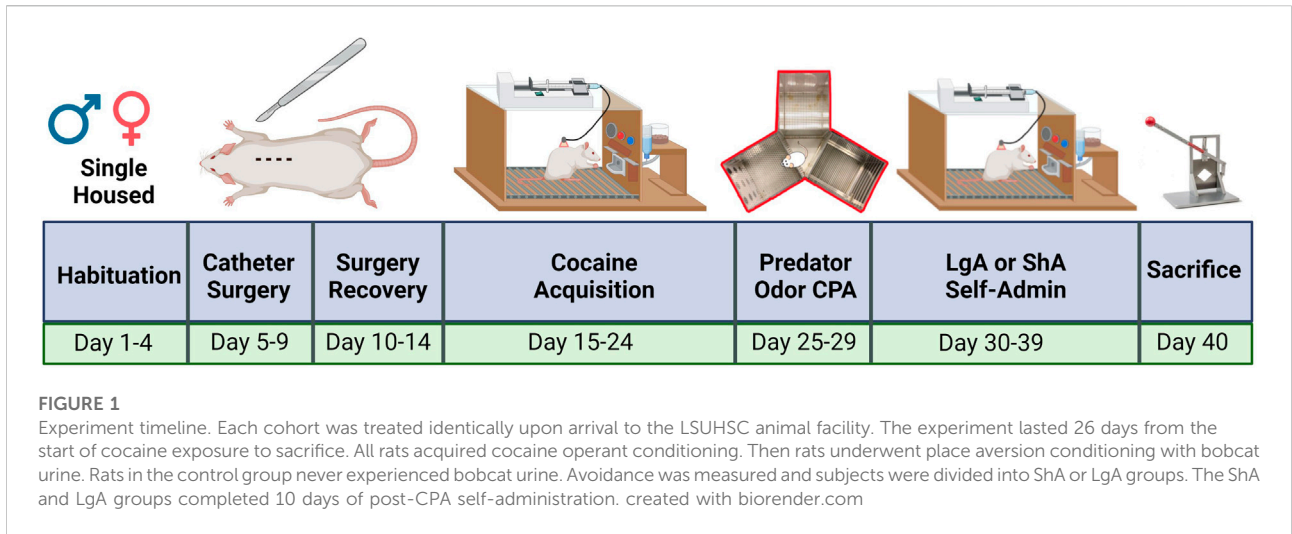 Single
Housed
Habituation
Catheter
Surgery
Surgery
Recovery
Cocaine
Acquisition
Predator
Odor CPA
LgA or ShA
Self-Admin
Sacrifice
Day 1-4
Day 5-9
Day 10-14
Day 15-24
Day 25-29
Day 30-39
Day 40
FIGURE 1
Experiment timeline. Each cohort was treated identically upon arrival to the LSUHSC animal facility. The experiment lasted 26 days from the
start of cocaine exposure to sacrifice. All rats acquired cocaine operant conditioning. Then rats underwent place aversion conditioning with bobcat
urine. Rats in the control group never experienced bobcat urine. Avoidance was measured and subjects were divided into ShA or LgA groups. The ShA
and LgA groups completed 10 days of post-CPA self-administration. created with biorender.com